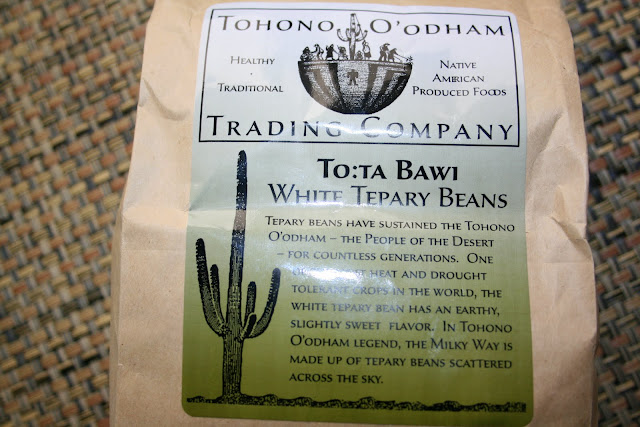 Tohono O'odham
Healthy
·
Traditional
Native
American
Produced Foods
Trading Company
To:ta Bawi
White Tepary Beans
Tepary beans have sustained the Tohono
O'odham – the People of the Desert
– for countless generations. One
heat and drought
tolerant crops in the world, the
white tepary bean has an earthy,
slightly sweet flavor. In Tohono
O'odham legend, the Milky Way is
made up of tepary beans scattered
across the sky.